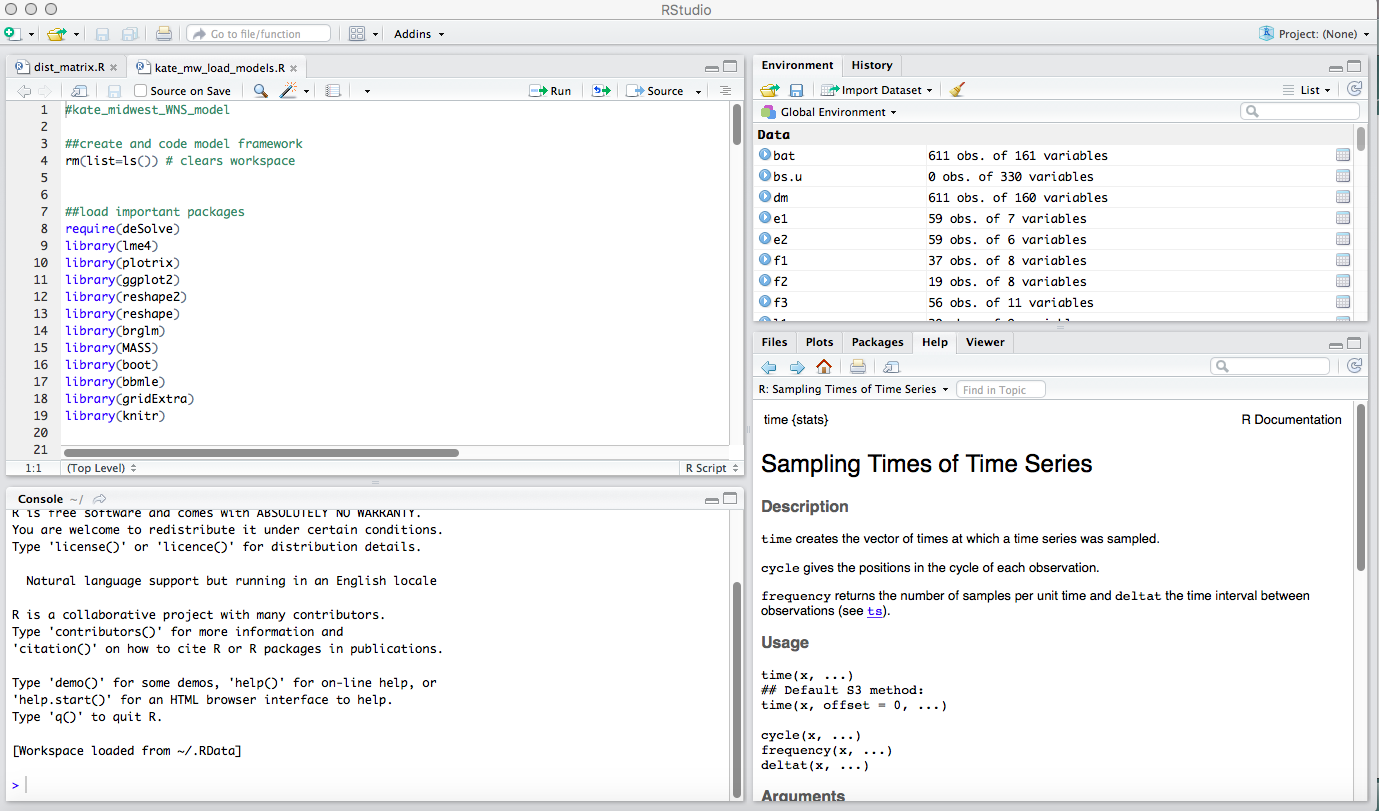 RStudio
Go to file/function
Addins
Project: (None)
dist_matrix.R
kate_mw_load_models.R
Source on Save
Run
Source
1 #kate_midwest_WNS_model
2
3 ##create and code model framework
4 rm(list=ls()) # clears workspace
5
6
7 ##load important packages
8 require(deSolve)
9 library(lme4)
10 library(plotrix)
11 library(ggplot2)
12 library(reshape2)
13 library(reshape)
14 library(brglm)
15 library(MASS)
16 library(boot)
17 library(bbmle)
18 library(gridExtra)
19 library(knitr)
20
21
1:1 (Top Level) R Script
Console ~/
R is free software and comes with ABSOLUTELY NO WARRANTY.
You are welcome to redistribute it under certain conditions.
Type 'license()' or 'licence()' for distribution details.
Natural language support but running in an English locale
R is a collaborative project with many contributors.
Type 'contributors()' for more information and
'citation()' on how to cite R or R packages in publications.
Type 'demo()' for some demos, 'help()' for on-line help, or
'help.start()' for an HTML browser interface to help.
Type 'q()' to quit R.
[Workspace loaded from ~/.RData]
>
Environment History
Import Dataset List
Global Environment
Data
bat 611 obs. of 161 variables
bs.u 0 obs. of 330 variables
dm 611 obs. of 160 variables
e1 59 obs. of 7 variables
e2 59 obs. of 6 variables
f1 37 obs. of 8 variables
f2 19 obs. of 8 variables
f3 56 obs. of 11 variables
Files Plots Packages Help Viewer
R: Sampling Times of Time Series Find in Topic
time {stats} R Documentation
Sampling Times of Time Series
Description
time creates the vector of times at which a time series was sampled.
cycle gives the positions in the cycle of each observation.
frequency returns the number of samples per unit time and deltat the time interval between
observations (see ts).
Usage
time(x, ...)
## Default S3 method:
time(x, offset = 0, ...)
cycle(x, ...)
frequency(x, ...)
deltat(x, ...)
Arguments